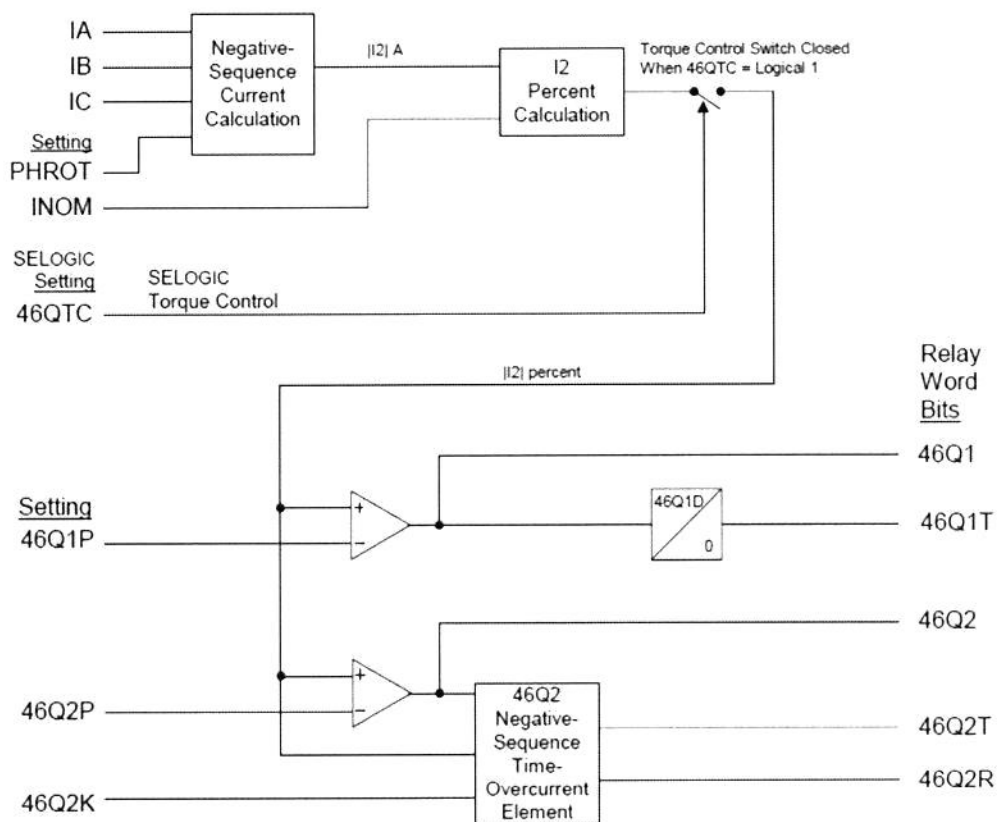 IA
IB
IC
Setting
PHROT
INOM
Negative-
Sequence
Current
Calculation
|I2| A
I2
Percent
Calculation
Torque Control Switch Closed
When 46QTC = Logical 1
SELOGIC
Setting
46QTC
SELOGIC
Torque Control
|I2| percent
Relay
Word
Bits
46Q1
Setting
46Q1P
+
–
46Q1D
0
46Q1T
46Q2
46Q2P
+
–
46Q2
Negative-
Sequence
Time-
Overcurrent
Element
46Q2T
46Q2R
46Q2K